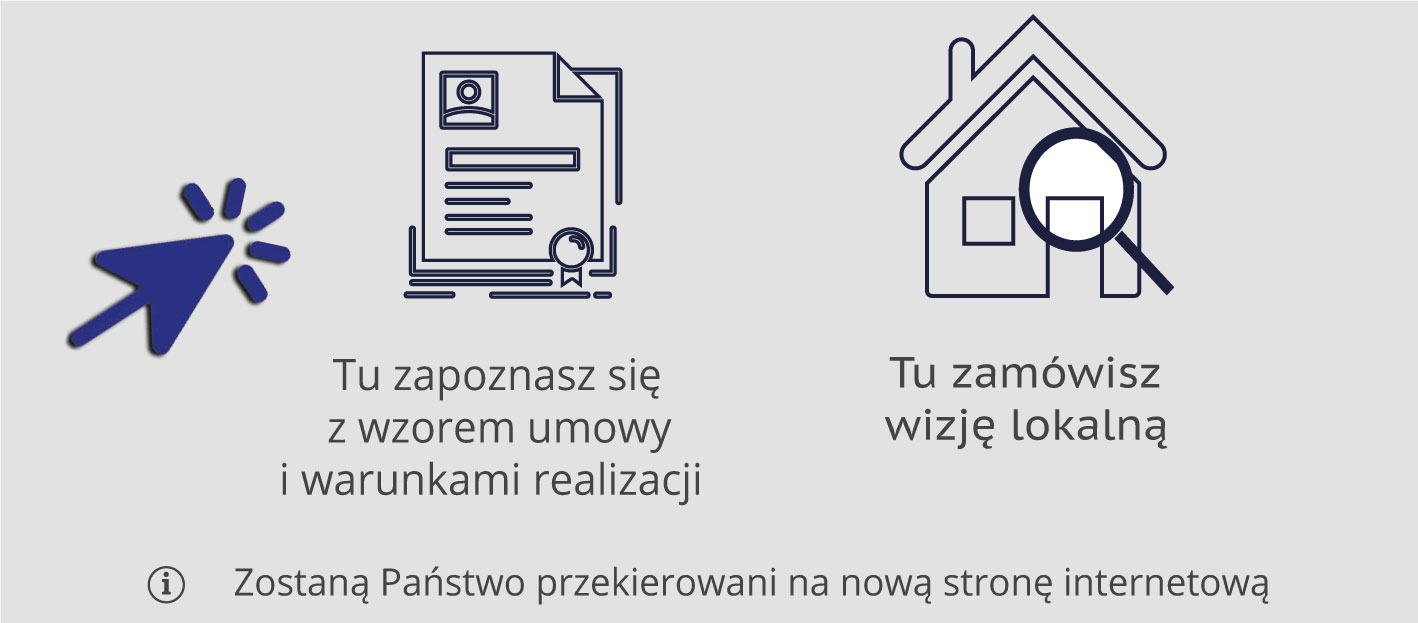 Tu zapoznasz się
z wzorem umowy
i warunkami realizacji
Tu zamówisz
wizję lokalną
Zostaną Państwo przekierowani na nową stronę internetową